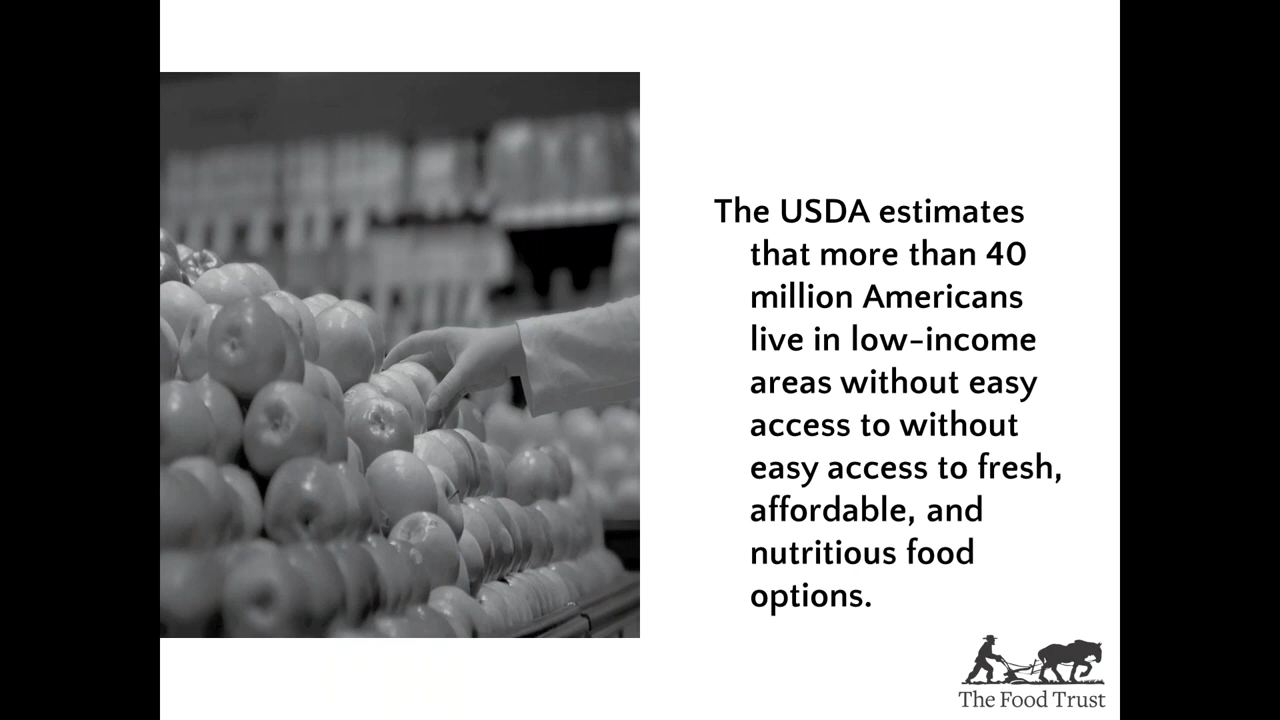 The USDA estimates
that more than 40
million Americans
live in low-income
areas without easy
access to without
easy access to fresh,
affordable, and
nutritious food
options.
The Food Trust